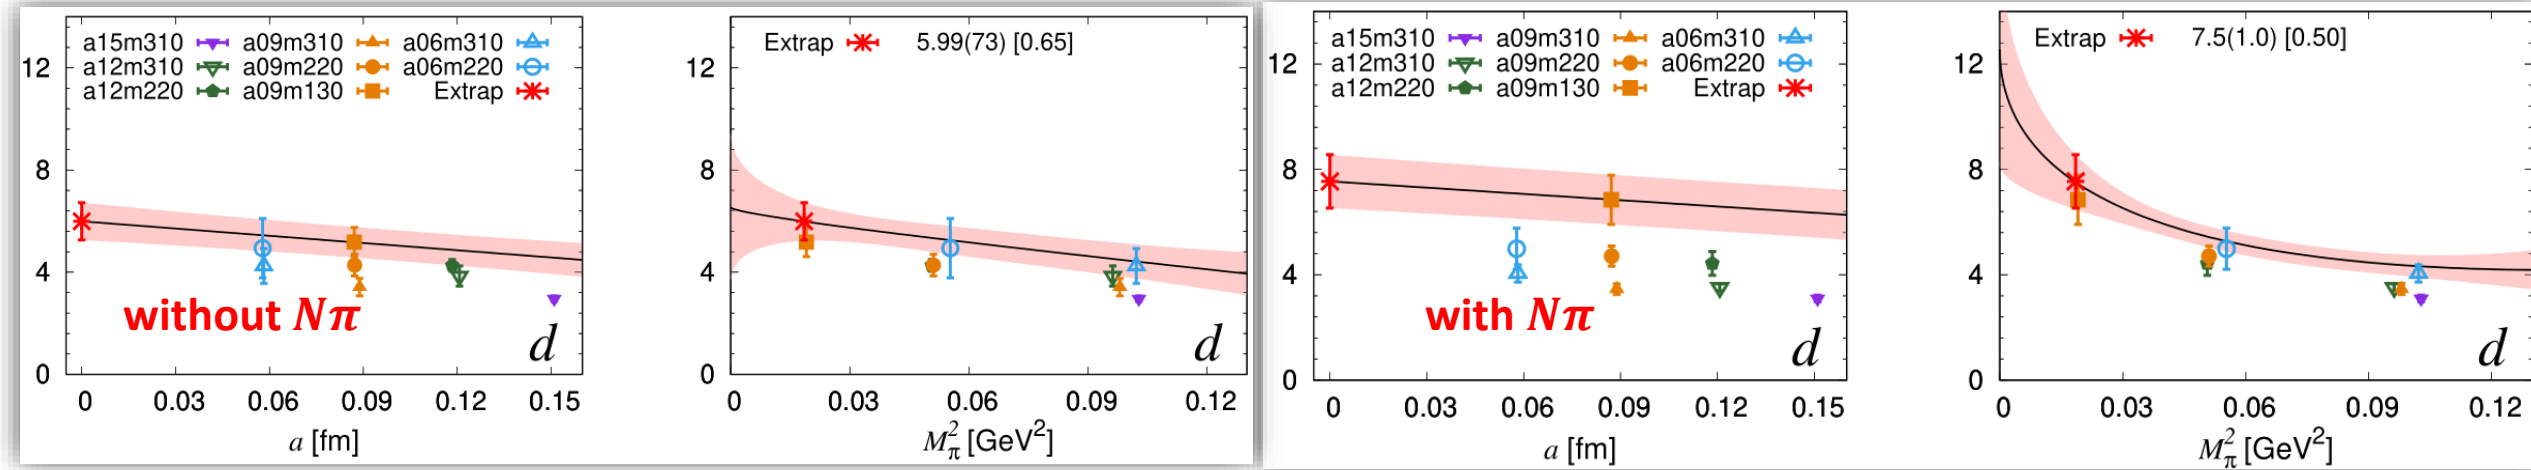 a15m310 a09m310 a06m310
a12m310 a09m220 a06m220
a12m220 a09m130 Extrap
12
8
4
0
without Nπ
d
0 0.03 0.06 0.09 0.12 0.15
a [fm]
Extrap 5.99(73) [0.65]
12
8
4
0
d
0 0.03 0.06 0.09 0.12
M_π^2 [GeV^2]
a15m310 a09m310 a06m310
a12m310 a09m220 a06m220
a12m220 a09m130 Extrap
12
8
4
0
with Nπ
d
0 0.03 0.06 0.09 0.12 0.15
a [fm]
Extrap 7.5(1.0) [0.50]
12
8
4
0
d
0 0.03 0.06 0.09 0.12
M_π^2 [GeV^2]